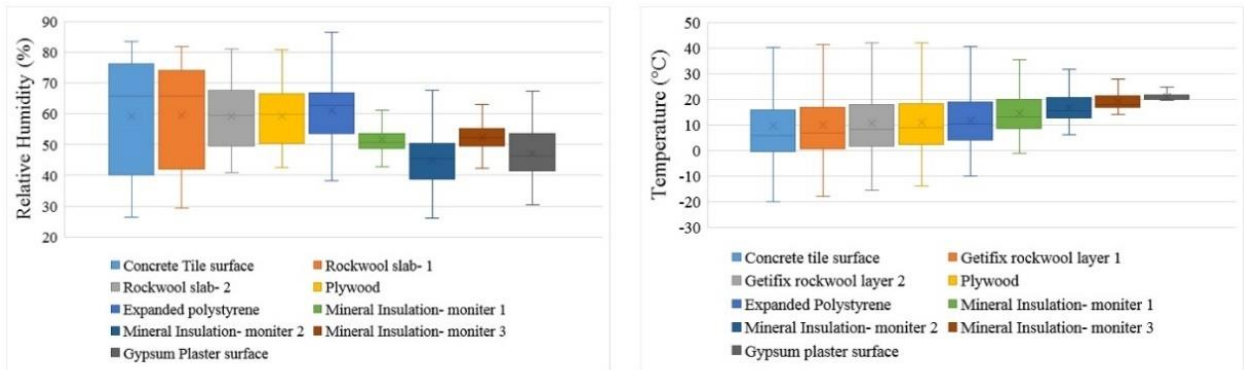 Relative Humidity (%)
90
80
70
60
50
40
30
20
Concrete Tile surface
Rockwool slab- 1
Rockwool slab- 2
Plywood
Expanded polystyrene
Mineral Insulation- moniter 1
Mineral Insulation- moniter 2
Mineral Insulation- moniter 3
Gypsum Plaster surface
Temperature (°C)
50
40
30
20
10
0
-10
-20
-30
Concrete tile surface
Getifix rockwool layer 1
Getifix rockwool layer 2
Plywood
Expanded Polystyrene
Mineral Insulation- moniter 1
Mineral Insulation- moniter 2
Mineral Insulation- moniter 3
Gypsum plaster surface